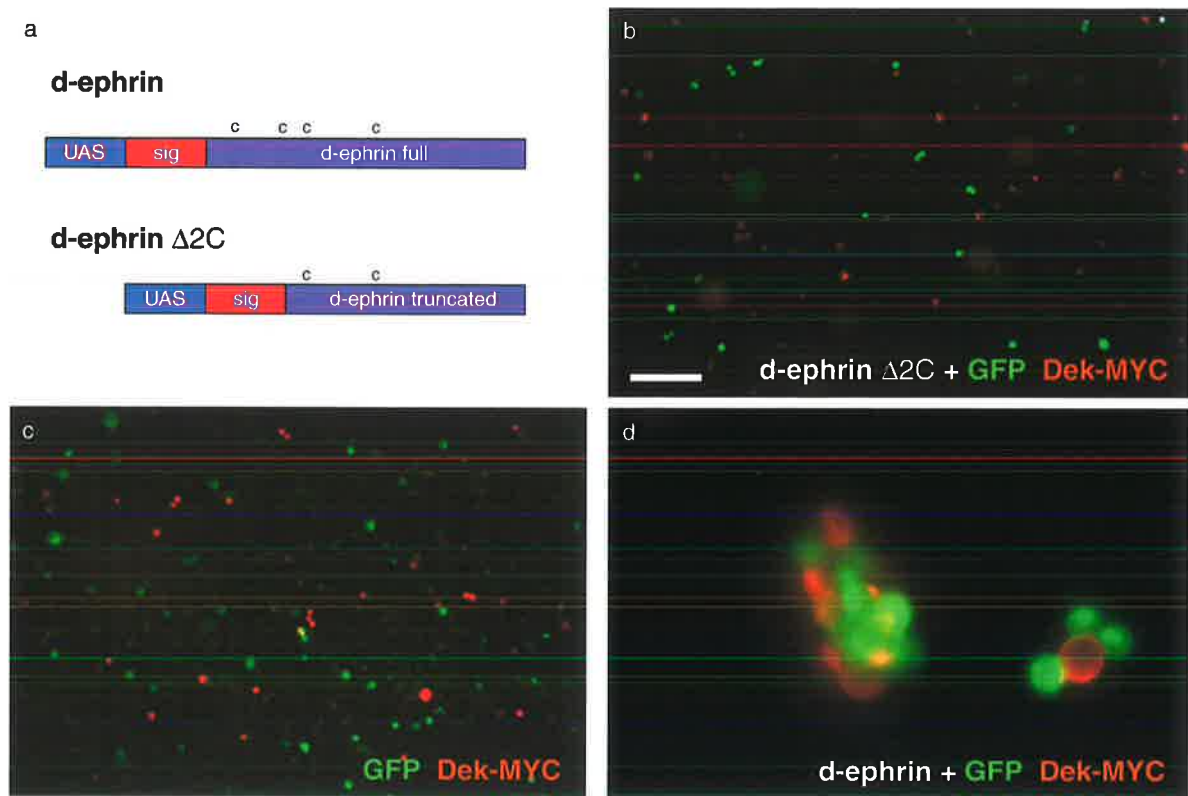 a
d-ephrin
c c c c
UAS sig d-ephrin full
d-ephrin Δ2C
c c
UAS sig d-ephrin truncated
b
d-ephrin Δ2C + GFP Dek-MYC
c
GFP Dek-MYC
d
d-ephrin + GFP Dek-MYC